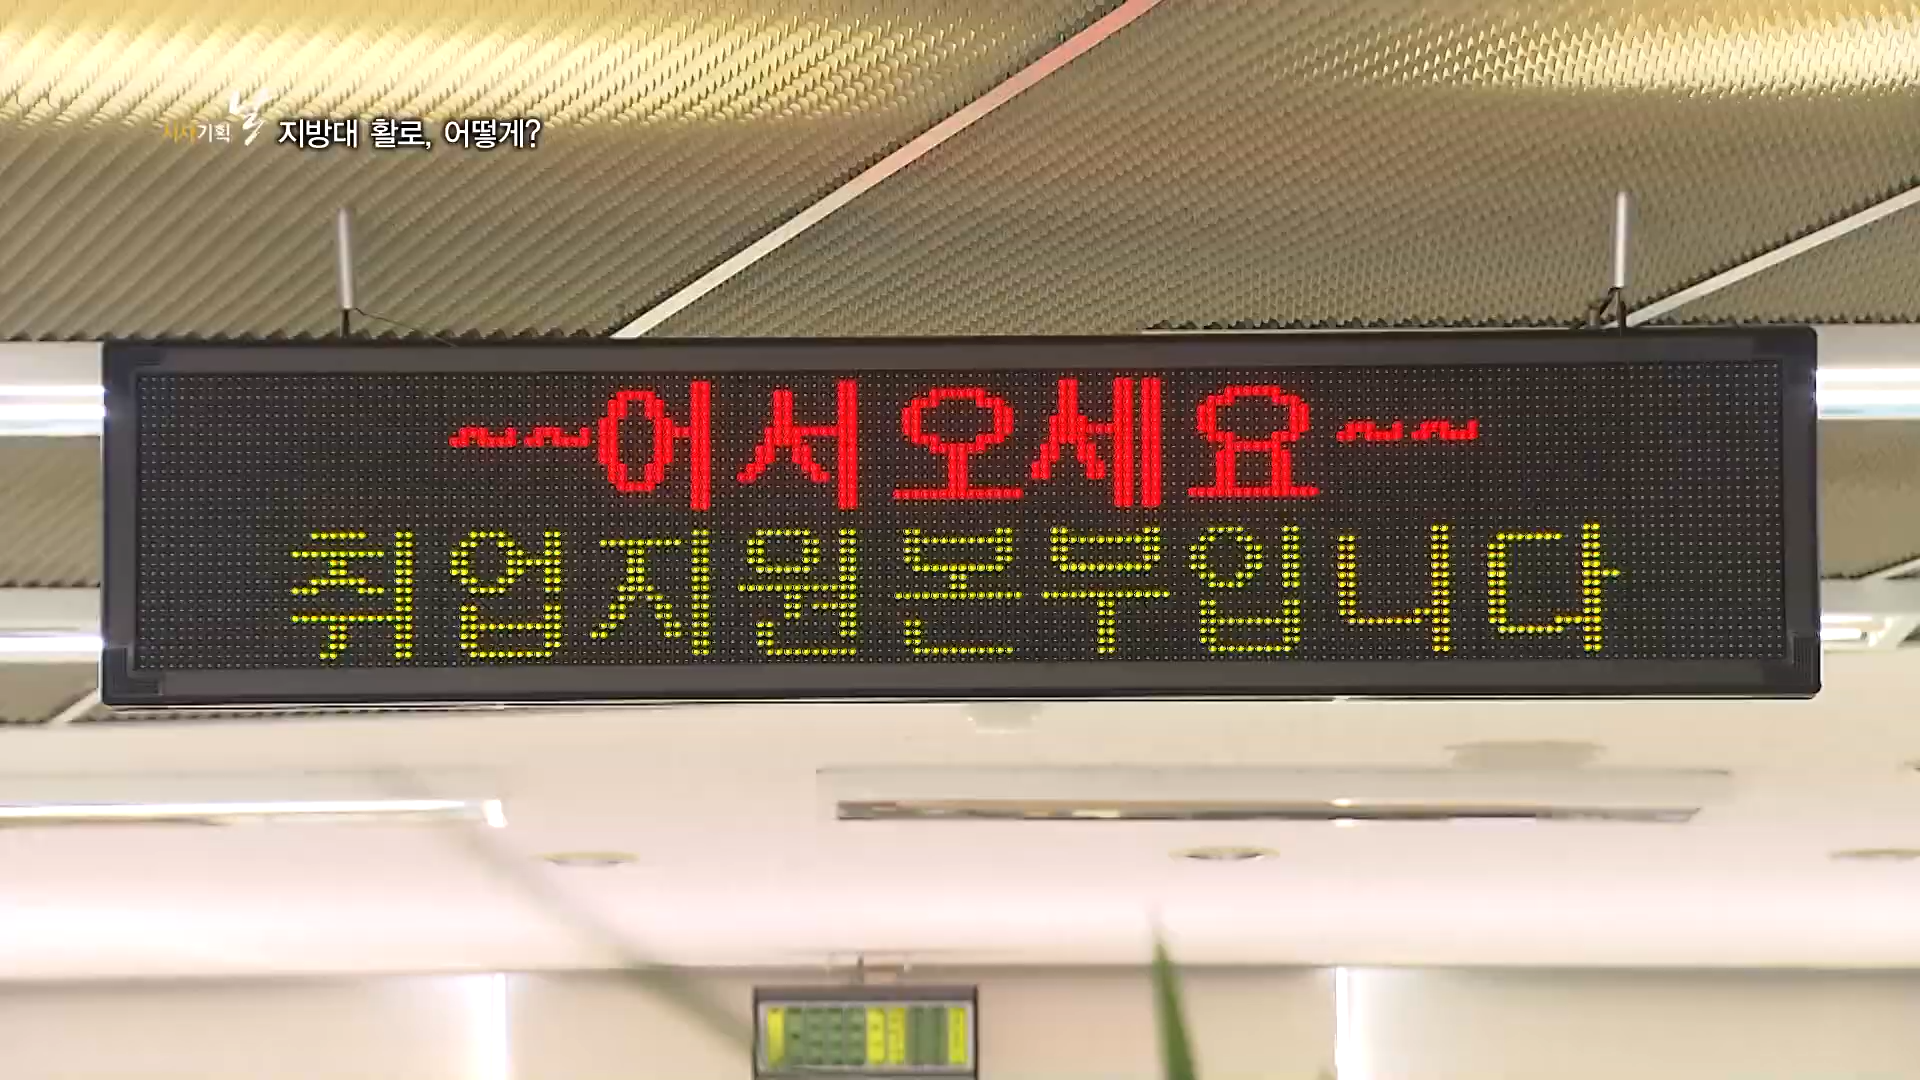 시사기획 날 지방대 활로, 어떻게?
~~어서오세요~~
취업지원본부입니다